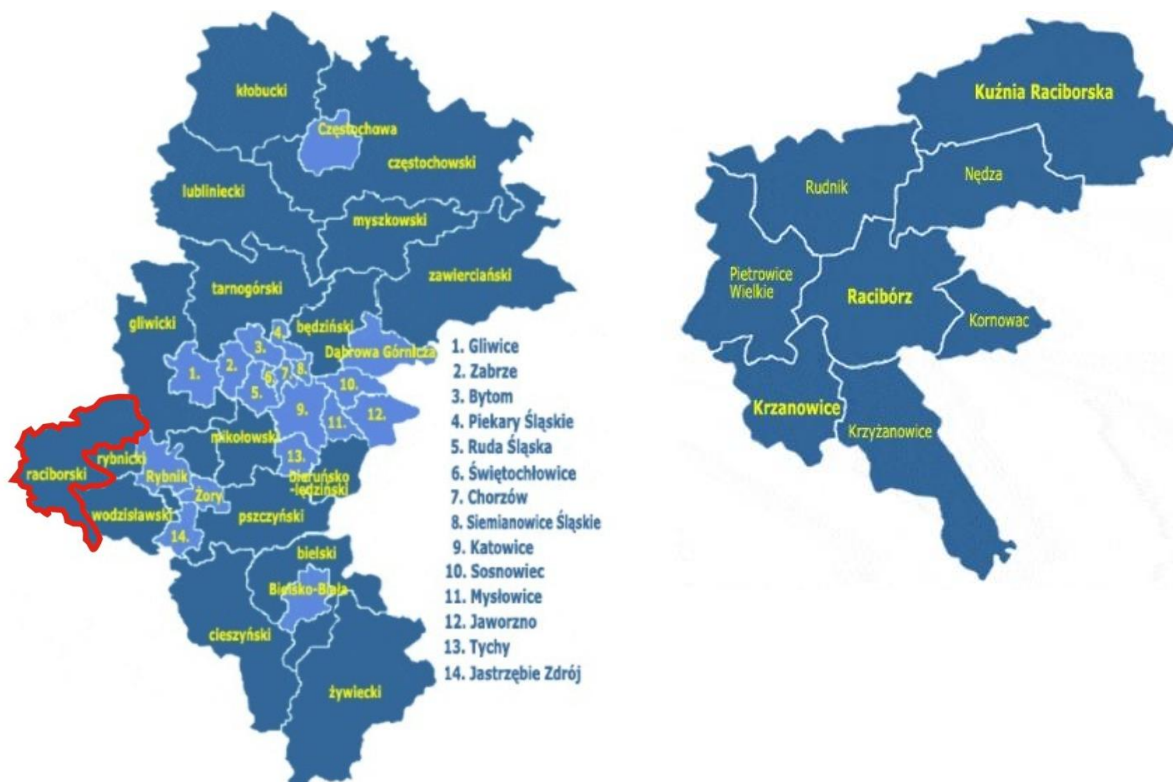 kłobucki
Częstochowa
częstochowski
lubliniecki
myszkowski
zawierciański
tarnogórski
gliwicki
będziński
Dąbrowa Górnicza
4.
3.
2.
1.
6.
7.
8.
5.
9.
10.
11.
12.
13.
mikołowski
bieruńsko
-lędziński
rybnicki
Rybnik
raciborski
Żory
wodzisławski
14.
pszczyński
bielski
Bielsko-Biała
cieszyński
żywiecki
1. Gliwice
2. Zabrze
3. Bytom
4. Piekary Śląskie
5. Ruda Śląska
6. Świętochłowice
7. Chorzów
8. Siemianowice Śląskie
9. Katowice
10. Sosnowiec
11. Mysłowice
12. Jaworzno
13. Tychy
14. Jastrzębie Zdrój
Kuźnia Raciborska
Rudnik
Nędza
Pietrowice
Wielkie
Racibórz
Kornowac
Krzanowice
Krzyżanowice